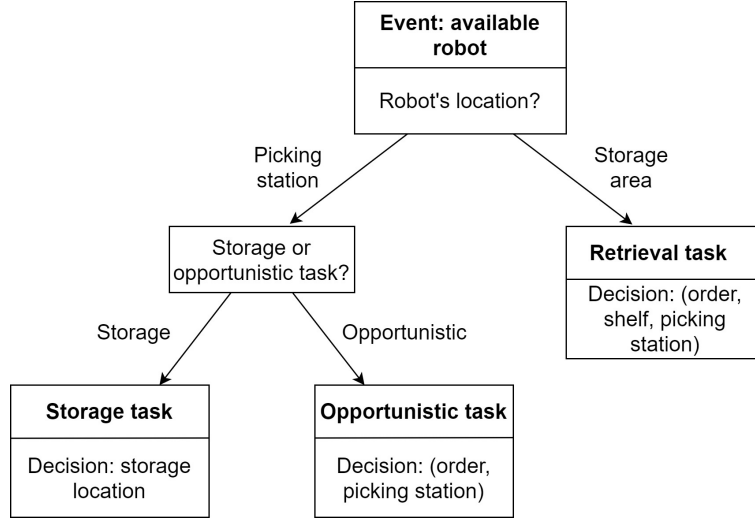 Event: available
robot
Robot's location?
Picking
station
Storage
area
Storage or
opportunistic task?
Retrieval task
Decision: (order,
shelf, picking
station)
Storage
Opportunistic
Storage task
Decision: storage
location
Opportunistic task
Decision: (order,
picking station)